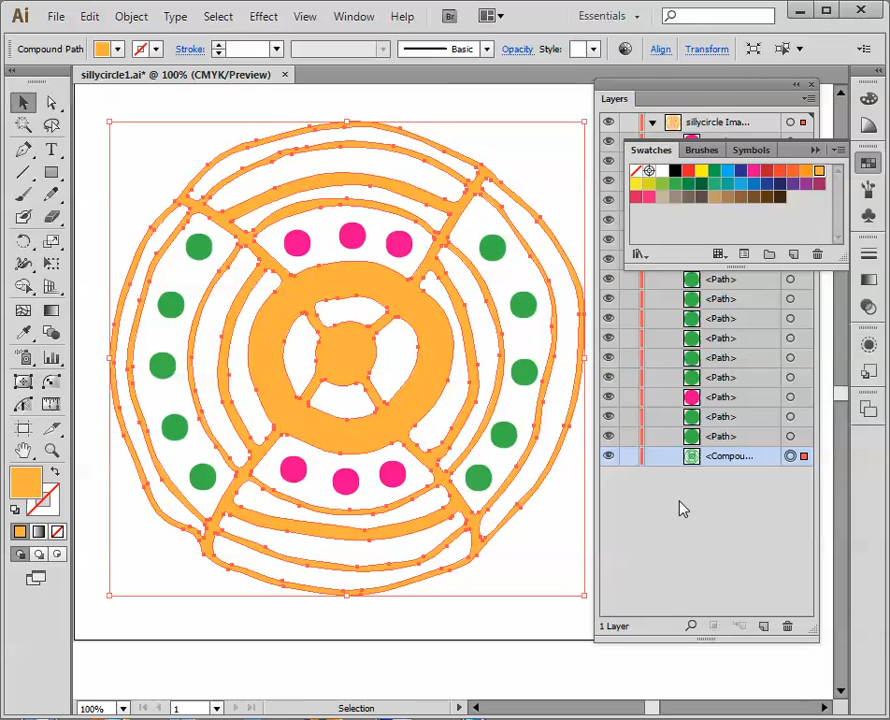 Ai File Edit Object Type Select Effect View Window Help Br Essentials
Compound Path Stroke: Basic Opacity Style: Align Transform
sillycircle1.ai* @ 100% (CMYK/Preview)
Layers
sillycircle Ima...
Swatches Brushes Symbols
<Path>
<Path>
<Path>
<Path>
<Path>
<Path>
<Path>
<Path>
<Path>
<Compou...
1 Layer
100% 1 Selection